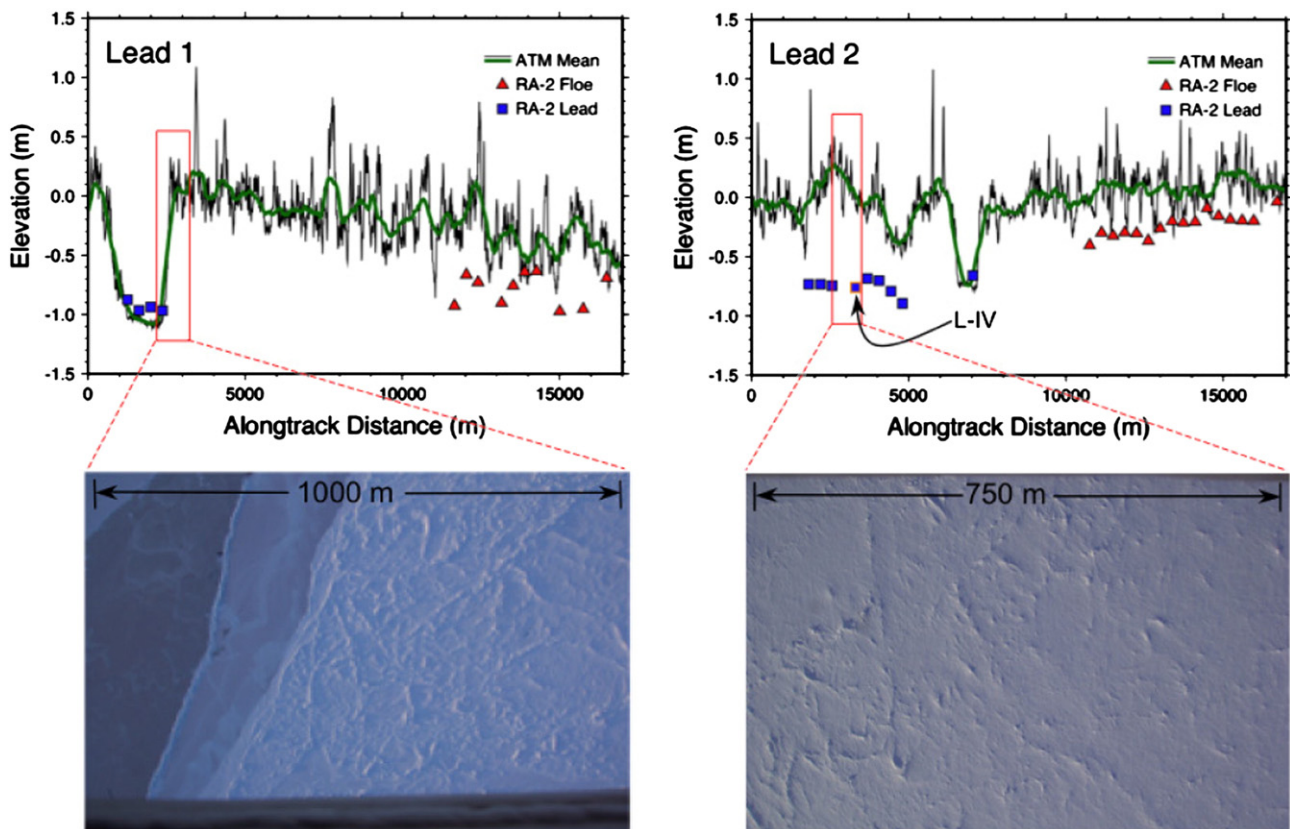 Lead 1
ATM Mean
RA-2 Floe
RA-2 Lead
1.5
1.0
0.5
0.0
-0.5
-1.0
-1.5
Elevation (m)
0 5000 10000 15000
Alongtrack Distance (m)
1000 m
Lead 2
ATM Mean
RA-2 Floe
RA-2 Lead
1.5
1.0
0.5
0.0
-0.5
-1.0
-1.5
Elevation (m)
L-IV
0 5000 10000 15000
Alongtrack Distance (m)
750 m